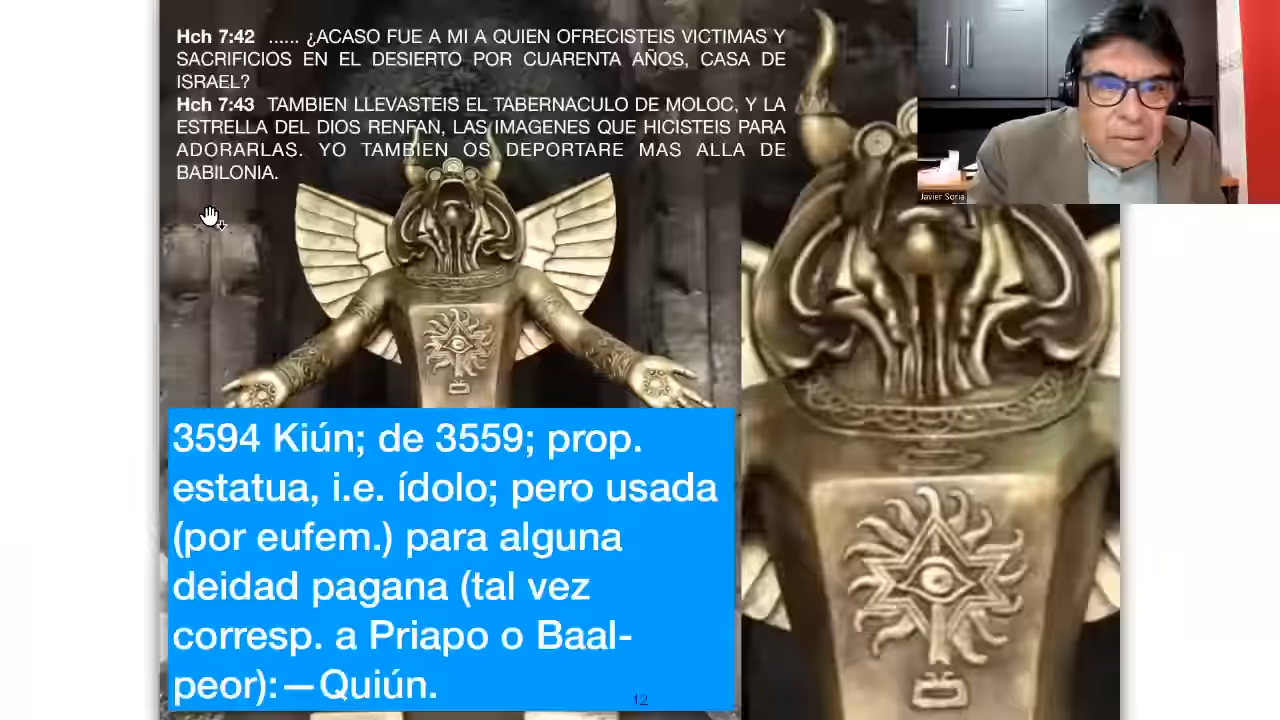 Hch 7:42 ...... ¿ACASO FUE A MI A QUIEN OFRECISTEIS VICTIMAS Y
SACRIFICIOS EN EL DESIERTO POR CUARENTA AÑOS, CASA DE
ISRAEL?
Hch 7:43 TAMBIEN LLEVASTEIS EL TABERNACULO DE MOLOC, Y LA
ESTRELLA DEL DIOS RENFAN, LAS IMAGENES QUE HICISTEIS PARA
ADORARLAS. YO TAMBIEN OS DEPORTARE MAS ALLA DE
BABILONIA.
Javier Soria
3594 Kiún; de 3559; prop.
estatua, i.e. ídolo; pero usada
(por eufem.) para alguna
deidad pagana (tal vez
corresp. a Priapo o Baal-
peor):—Quiún.
12